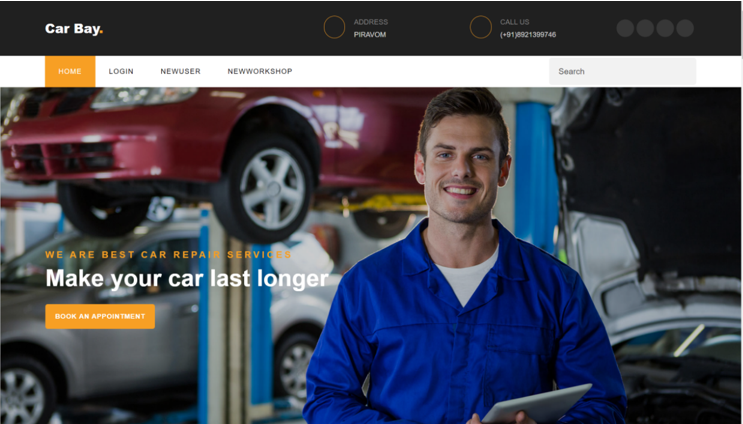 Car Bay.
ADDRESS
PIRAVOM
CALL US
(+91)8921399746
HOME LOGIN NEWUSER NEWWORKSHOP Search
WE ARE BEST CAR REPAIR SERVICES
Make your car last longer
BOOK AN APPOINTMENT